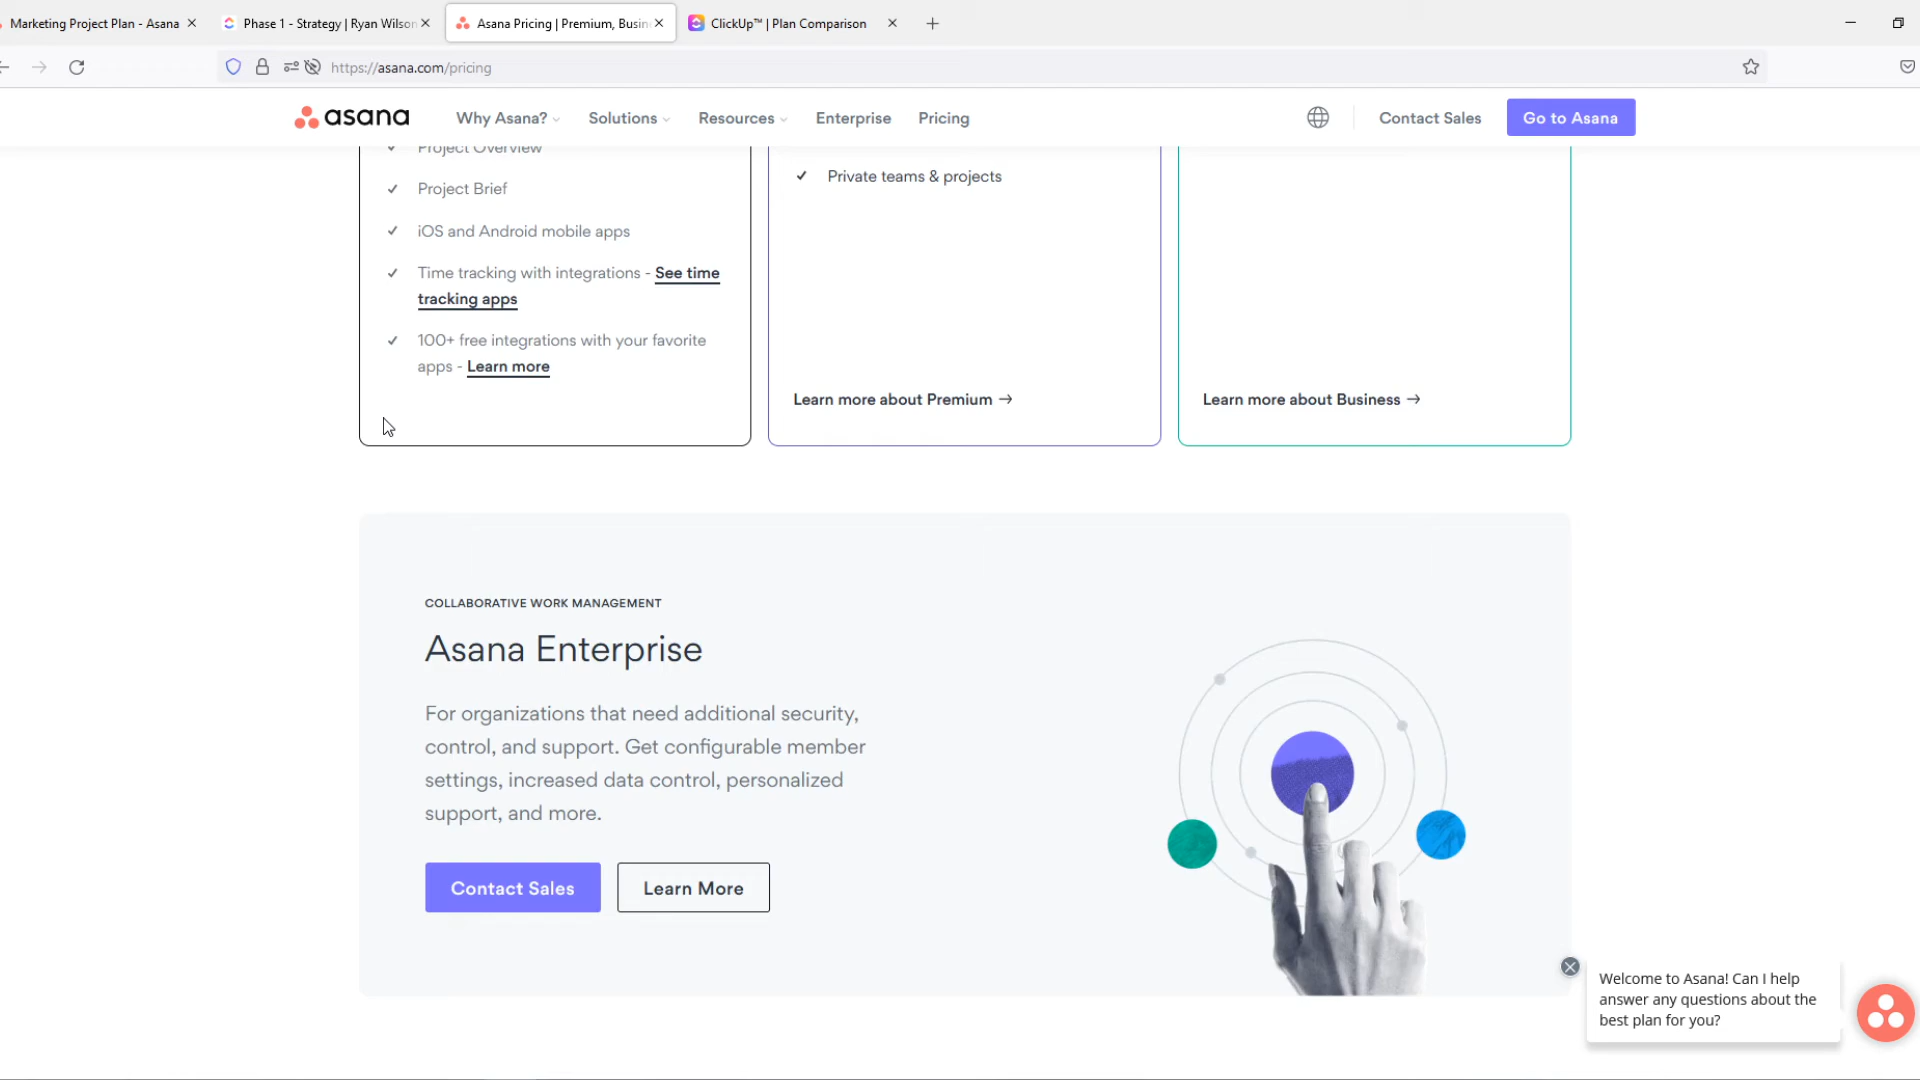 Marketing Project Plan - Asana
Phase 1 - Strategy | Ryan Wilson
Asana Pricing | Premium, Busin
ClickUp™ | Plan Comparison
https://asana.com/pricing
asana
Why Asana?
Solutions
Resources
Enterprise
Pricing
Contact Sales
Go to Asana
Project Overview
Project Brief
iOS and Android mobile apps
Time tracking with integrations - See time
tracking apps
100+ free integrations with your favorite
apps - Learn more
Private teams & projects
Learn more about Premium →
Learn more about Business →
COLLABORATIVE WORK MANAGEMENT
Asana Enterprise
For organizations that need additional security,
control, and support. Get configurable member
settings, increased data control, personalized
support, and more.
Contact Sales
Learn More
Welcome to Asana! Can I help
answer any questions about the
best plan for you?